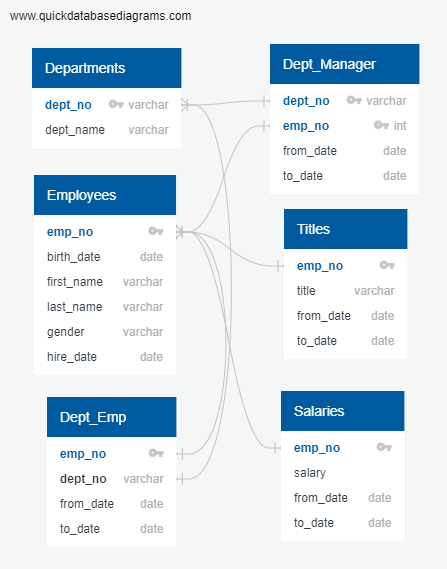 www.quickdatabasediagrams.com
Departments
dept_no varchar
dept_name varchar
Dept_Manager
dept_no varchar
emp_no int
from_date date
to_date date
Employees
emp_no
birth_date date
first_name varchar
last_name varchar
gender varchar
hire_date date
Titles
emp_no
title varchar
from_date date
to_date date
Dept_Emp
emp_no
dept_no varchar
from_date date
to_date date
Salaries
emp_no
salary
from_date date
to_date date